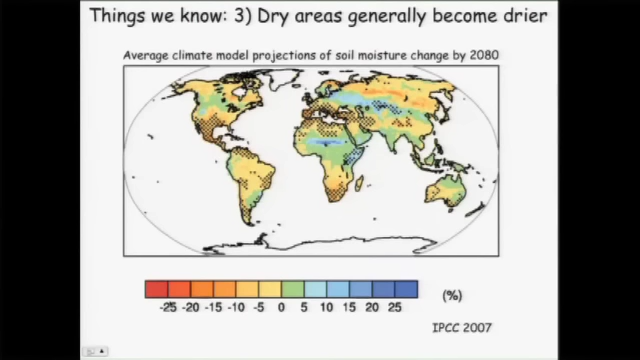 Things we know: 3) Dry areas generally become drier
Average climate model projections of soil moisture change by 2080
-25 -20 -15 -10 -5 0 5 10 15 20 25
(%)
IPCC 2007